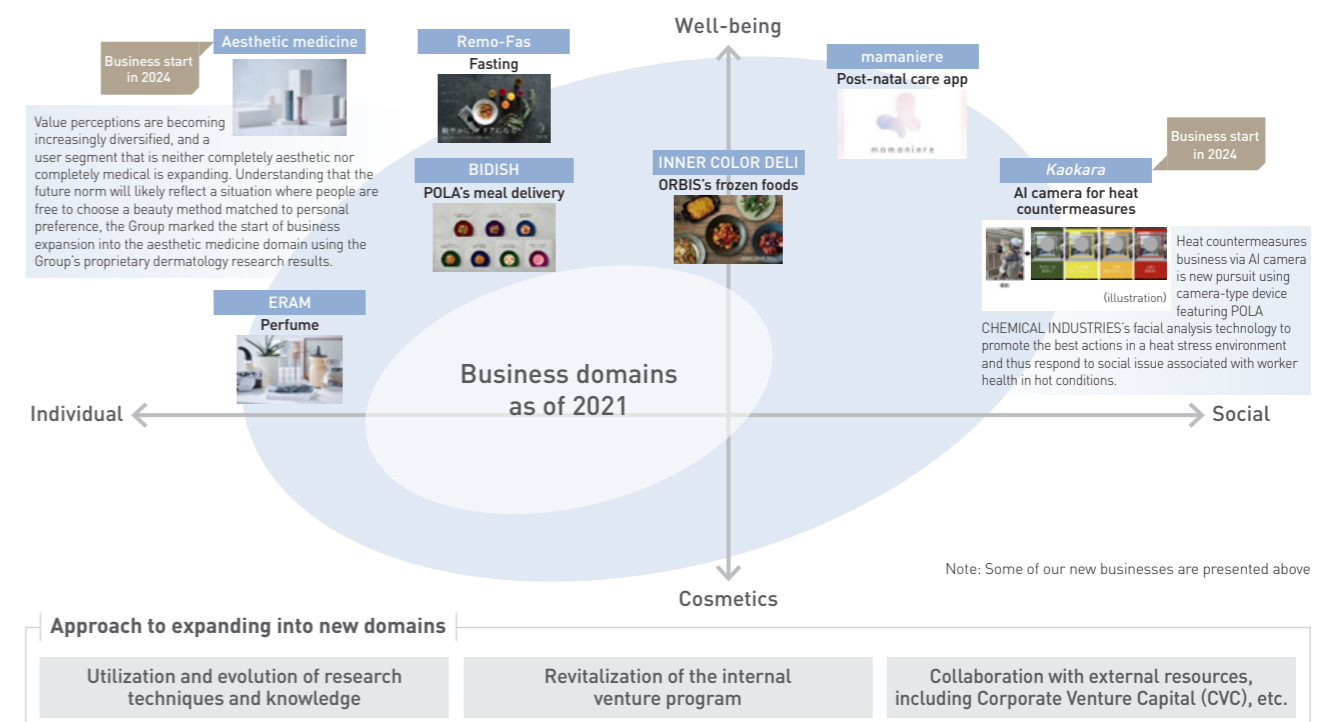 Well-being
Aesthetic medicine
Business start
in 2024
Value perceptions are becoming
increasingly diversified, and a
user segment that is neither completely aesthetic nor
completely medical is expanding. Understanding that the
future norm will likely reflect a situation where people are
free to choose a beauty method matched to personal
preference, the Group marked the start of business
expansion into the aesthetic medicine domain using the
Group's proprietary dermatology research results.
Remo-Fas
Fasting
BIDISH
POLA's meal delivery
INNER COLOR DELI
ORBIS's frozen foods
mamaniere
Post-natal care app
mamaniere
Business start
in 2024
Kaokara
AI camera for heat
countermeasures
(illustration)
Heat countermeasures
business via AI camera
is new pursuit using
camera-type device
featuring POLA
CHEMICAL INDUSTRIES's facial analysis technology to
promote the best actions in a heat stress environment
and thus respond to social issue associated with worker
health in hot conditions.
ERAM
Perfume
Business domains
as of 2021
Individual
Social
Cosmetics
Note: Some of our new businesses are presented above
Approach to expanding into new domains
Utilization and evolution of research
techniques and knowledge
Revitalization of the internal
venture program
Collaboration with external resources,
including Corporate Venture Capital (CVC), etc.